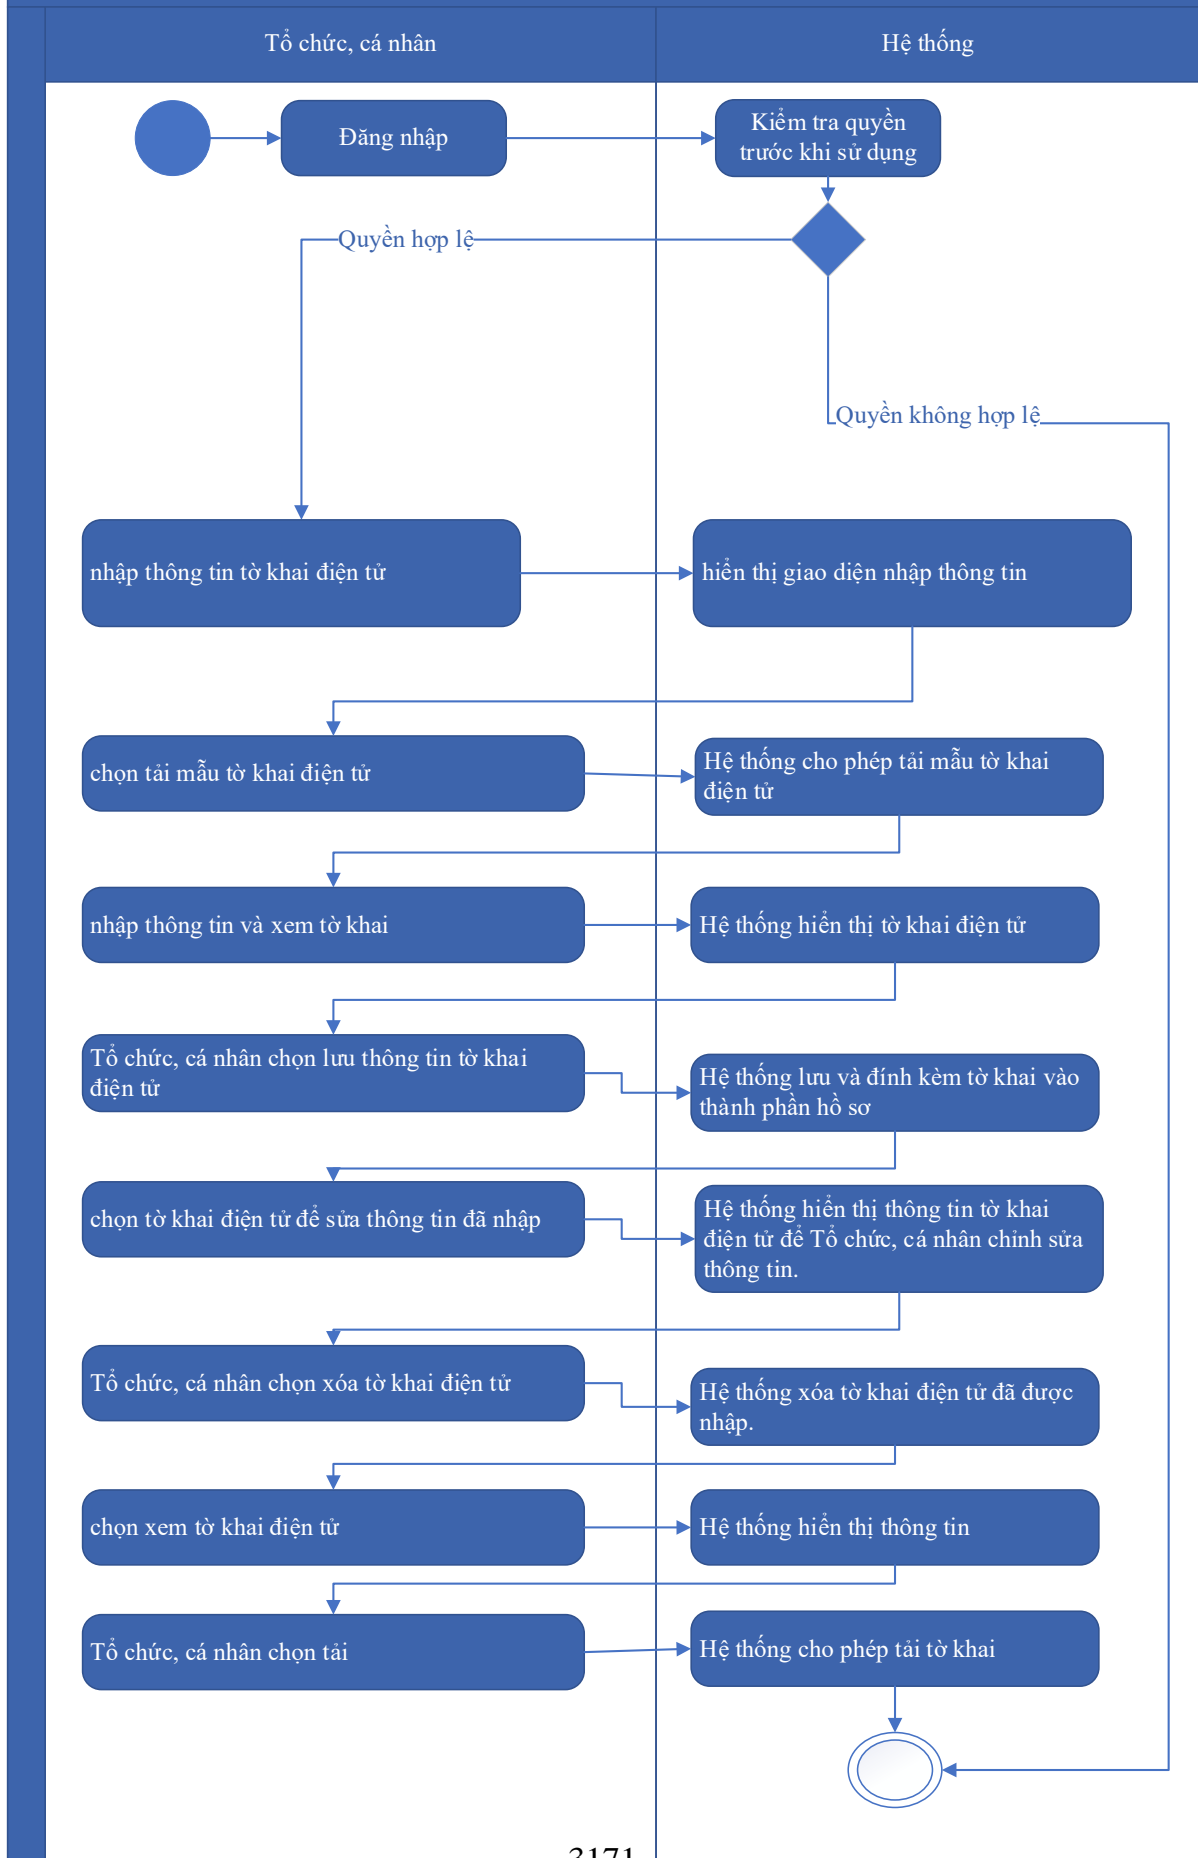 Tổ chức, cá nhân
Hệ thống
Đăng nhập
Kiểm tra quyền
trước khi sử dụng
Quyền hợp lệ
Quyền không hợp lệ
nhập thông tin tờ khai điện tử
hiển thị giao diện nhập thông tin
chọn tải mẫu tờ khai điện tử
Hệ thống cho phép tải mẫu tờ khai
điện tử
nhập thông tin và xem tờ khai
Hệ thống hiển thị tờ khai điện tử
Tổ chức, cá nhân chọn lưu thông tin tờ khai
điện tử
Hệ thống lưu và đính kèm tờ khai vào
thành phần hồ sơ
chọn tờ khai điện tử để sửa thông tin đã nhập
Hệ thống hiển thị thông tin tờ khai
điện tử để Tổ chức, cá nhân chỉnh sửa
thông tin.
Tổ chức, cá nhân chọn xóa tờ khai điện tử
Hệ thống xóa tờ khai điện tử đã được
nhập.
chọn xem tờ khai điện tử
Hệ thống hiển thị thông tin
Tổ chức, cá nhân chọn tải
Hệ thống cho phép tải tờ khai
3171